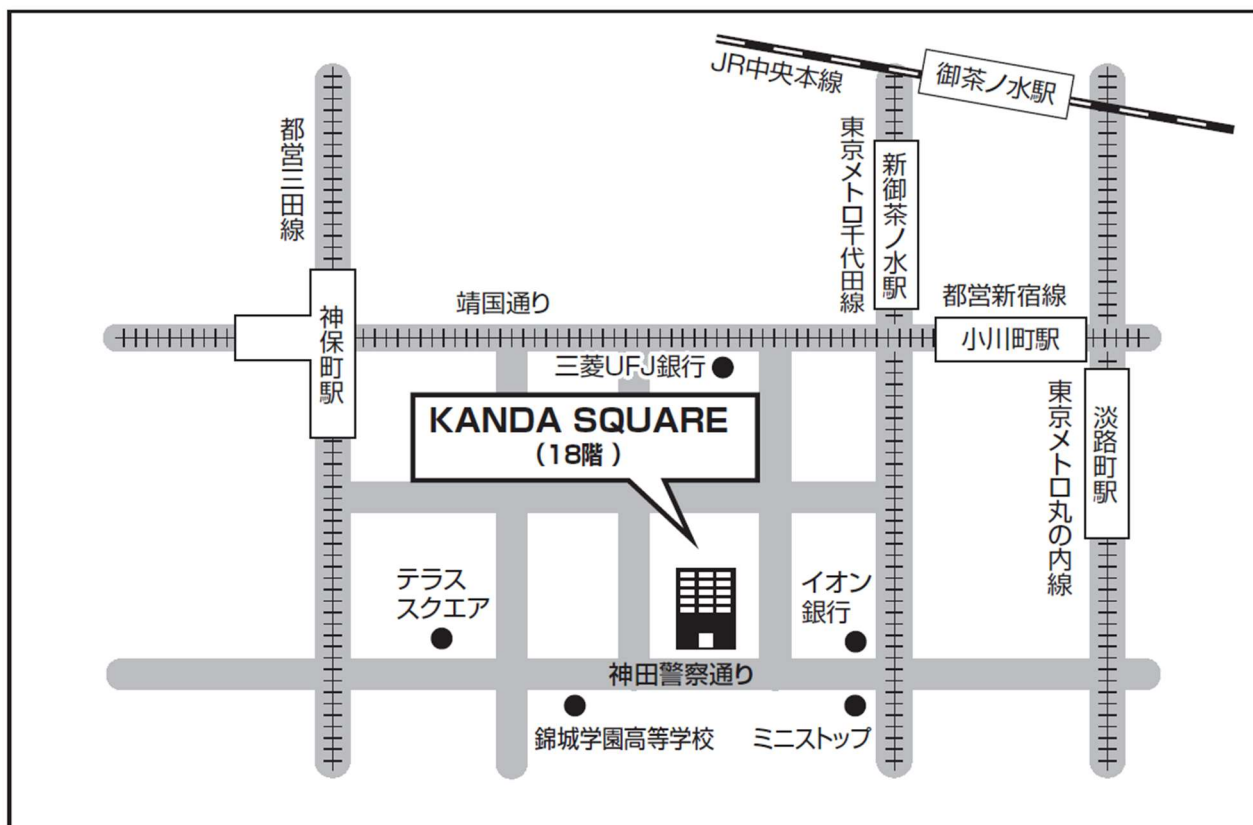 JR中央本線
御茶ノ水駅
都営三田線
東京メトロ千代田線
新御茶ノ水駅
都営新宿線
靖国通り
神保町駅
小川町駅
三菱UFJ銀行
KANDA SQUARE
（18階 ）
淡路町駅
東京メトロ丸の内線
テラス
スクエア
イオン
銀行
神田警察通り
錦城学園高等学校
ミニストップ